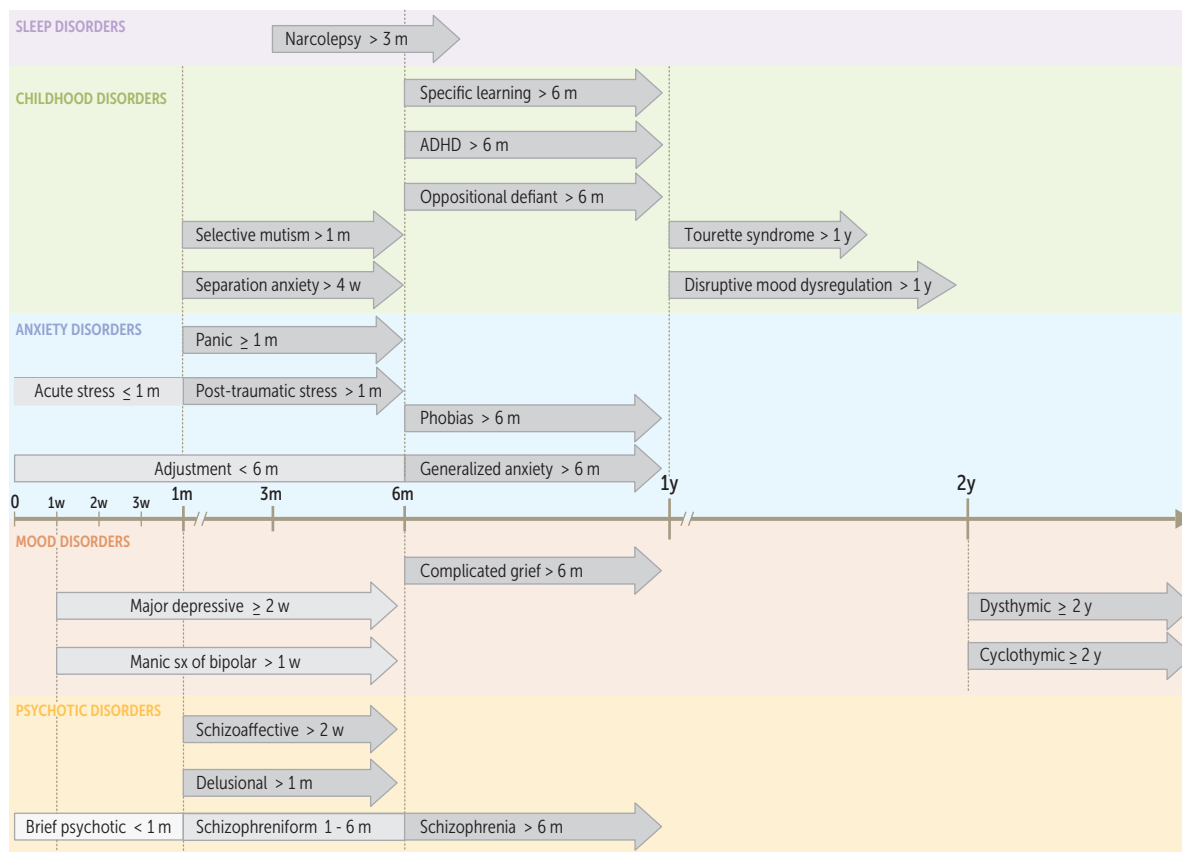 SLEEP DISORDERS
Narcolepsy > 3 m
CHILDHOOD DISORDERS
Specific learning > 6 m
ADHD > 6 m
Oppositional defiant > 6 m
Selective mutism > 1 m
Tourette syndrome > 1 y
Separation anxiety > 4 w
Disruptive mood dysregulation > 1 y
ANXIETY DISORDERS
Panic ≥ 1 m
Acute stress ≤ 1 m
Post-traumatic stress > 1 m
Phobias > 6 m
Adjustment < 6 m
Generalized anxiety > 6 m
0 1w 2w 3w 1m 3m 6m 1y 2y
MOOD DISORDERS
Complicated grief > 6 m
Major depressive ≥ 2 w
Dysthymic ≥ 2 y
Manic sx of bipolar > 1 w
Cyclothymic ≥ 2 y
PSYCHOTIC DISORDERS
Schizoaffective > 2 w
Delusional > 1 m
Brief psychotic < 1 m
Schizophreniform 1 - 6 m
Schizophrenia > 6 m